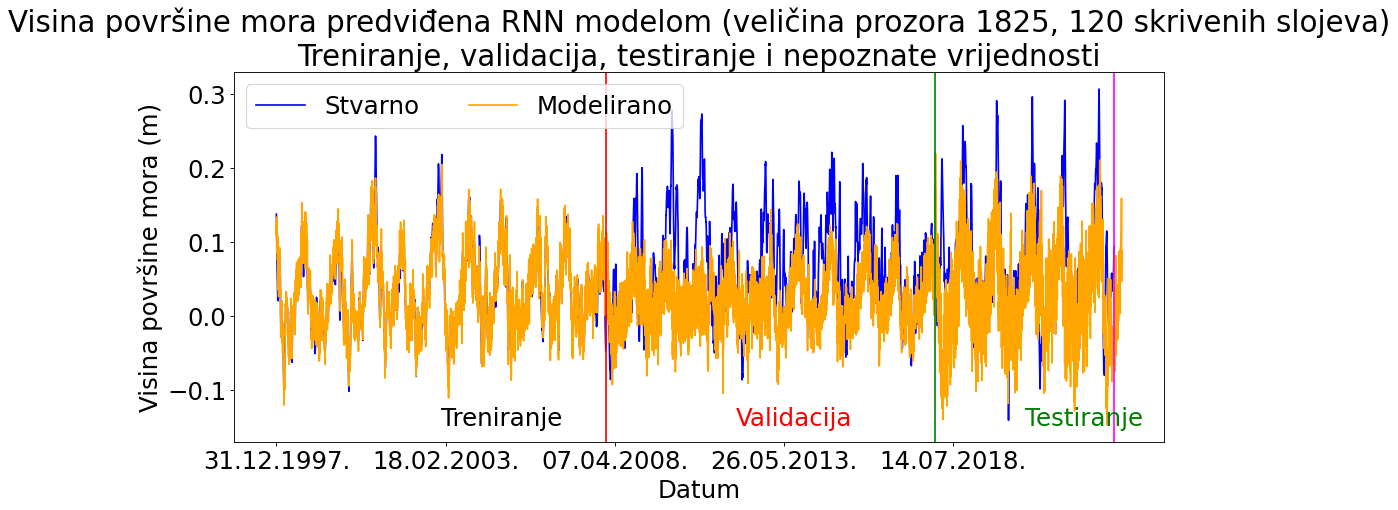 Visina površine mora predviđena RNN modelom (veličina prozora 1825, 120 skrivenih slojeva)
Treniranje, validacija, testiranje i nepoznate vrijednosti
Stvarno Modelirano
Visina površine mora (m)
0.3
0.2
0.1
0.0
−0.1
Treniranje Validacija Testiranje
31.12.1997. 18.02.2003. 07.04.2008. 26.05.2013. 14.07.2018.
Datum